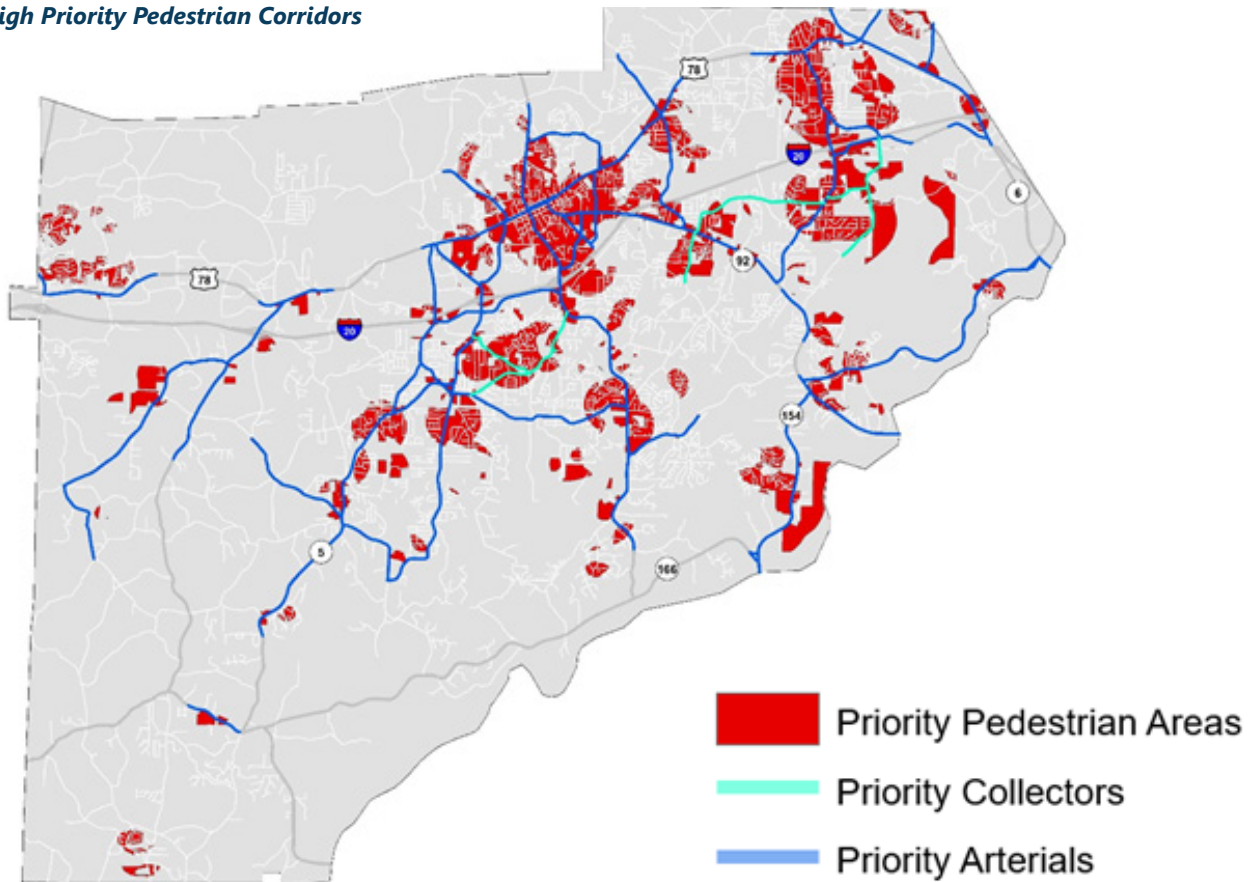 igh Priority Pedestrian Corridors
78
20
6
92
78
20
154
5
166
Priority Pedestrian Areas
Priority Collectors
Priority Arterials